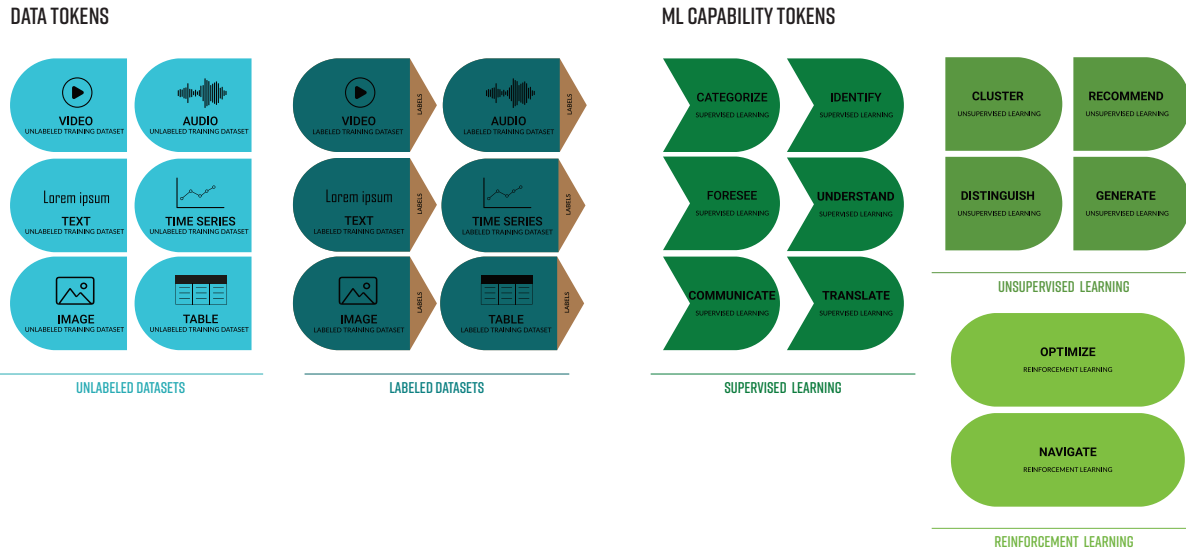 DATA TOKENS
VIDEO
UNLABELED TRAINING DATASET
AUDIO
UNLABELED TRAINING DATASET
Lorem ipsum
TEXT
UNLABELED TRAINING DATASET
TIME SERIES
UNLABELED TRAINING DATASET
IMAGE
UNLABELED TRAINING DATASET
TABLE
UNLABELED TRAINING DATASET
UNLABELED DATASETS
VIDEO
LABELED TRAINING DATASET
LABELS
AUDIO
LABELED TRAINING DATASET
LABELS
Lorem ipsum
TEXT
LABELED TRAINING DATASET
LABELS
TIME SERIES
LABELED TRAINING DATASET
LABELS
IMAGE
LABELED TRAINING DATASET
LABELS
TABLE
LABELED TRAINING DATASET
LABELS
LABELED DATASETS
ML CAPABILITY TOKENS
CATEGORIZE
SUPERVISED LEARNING
IDENTIFY
SUPERVISED LEARNING
FORESEE
SUPERVISED LEARNING
UNDERSTAND
SUPERVISED LEARNING
COMMUNICATE
SUPERVISED LEARNING
TRANSLATE
SUPERVISED LEARNING
SUPERVISED LEARNING
CLUSTER
UNSUPERVISED LEARNING
RECOMMEND
UNSUPERVISED LEARNING
DISTINGUISH
UNSUPERVISED LEARNING
GENERATE
UNSUPERVISED LEARNING
UNSUPERVISED LEARNING
OPTIMIZE
REINFORCEMENT LEARNING
NAVIGATE
REINFORCEMENT LEARNING
REINFORCEMENT LEARNING